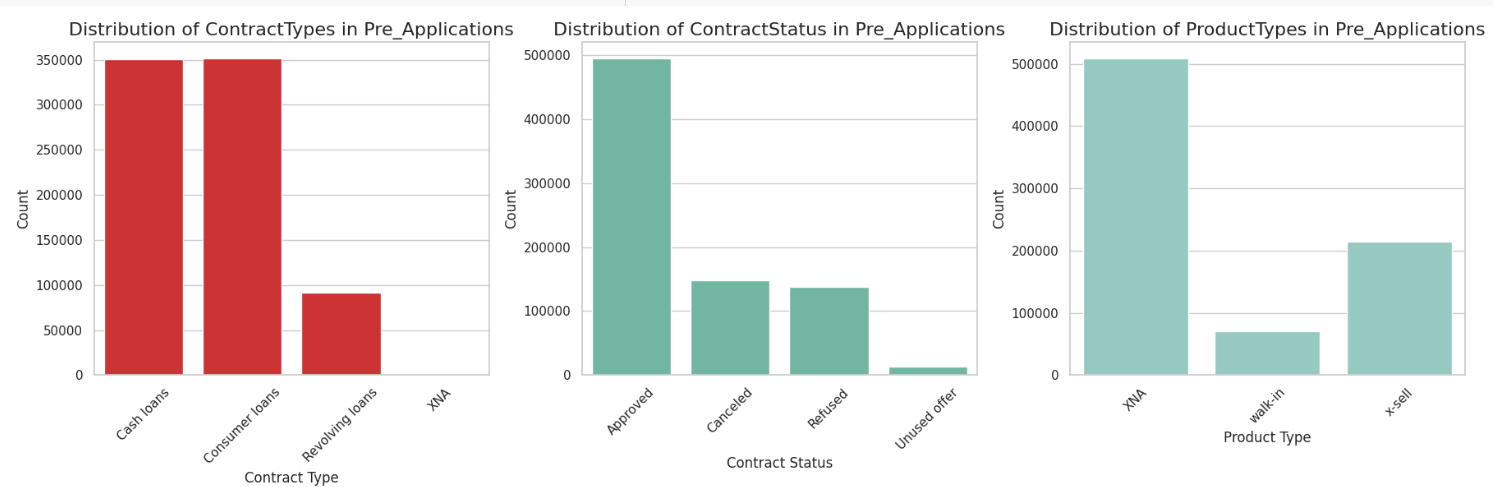 Distribution of ContractTypes in Pre_Applications
350000
300000
250000
200000
150000
100000
50000
0
Count
Cash loans
Consumer loans
Revolving loans
XNA
Contract Type
Distribution of ContractStatus in Pre_Applications
500000
400000
300000
200000
100000
0
Count
Approved
Canceled
Refused
Unused offer
Contract Status
Distribution of ProductTypes in Pre_Applications
500000
400000
300000
200000
100000
0
Count
XNA
walk-in
x-sell
Product Type